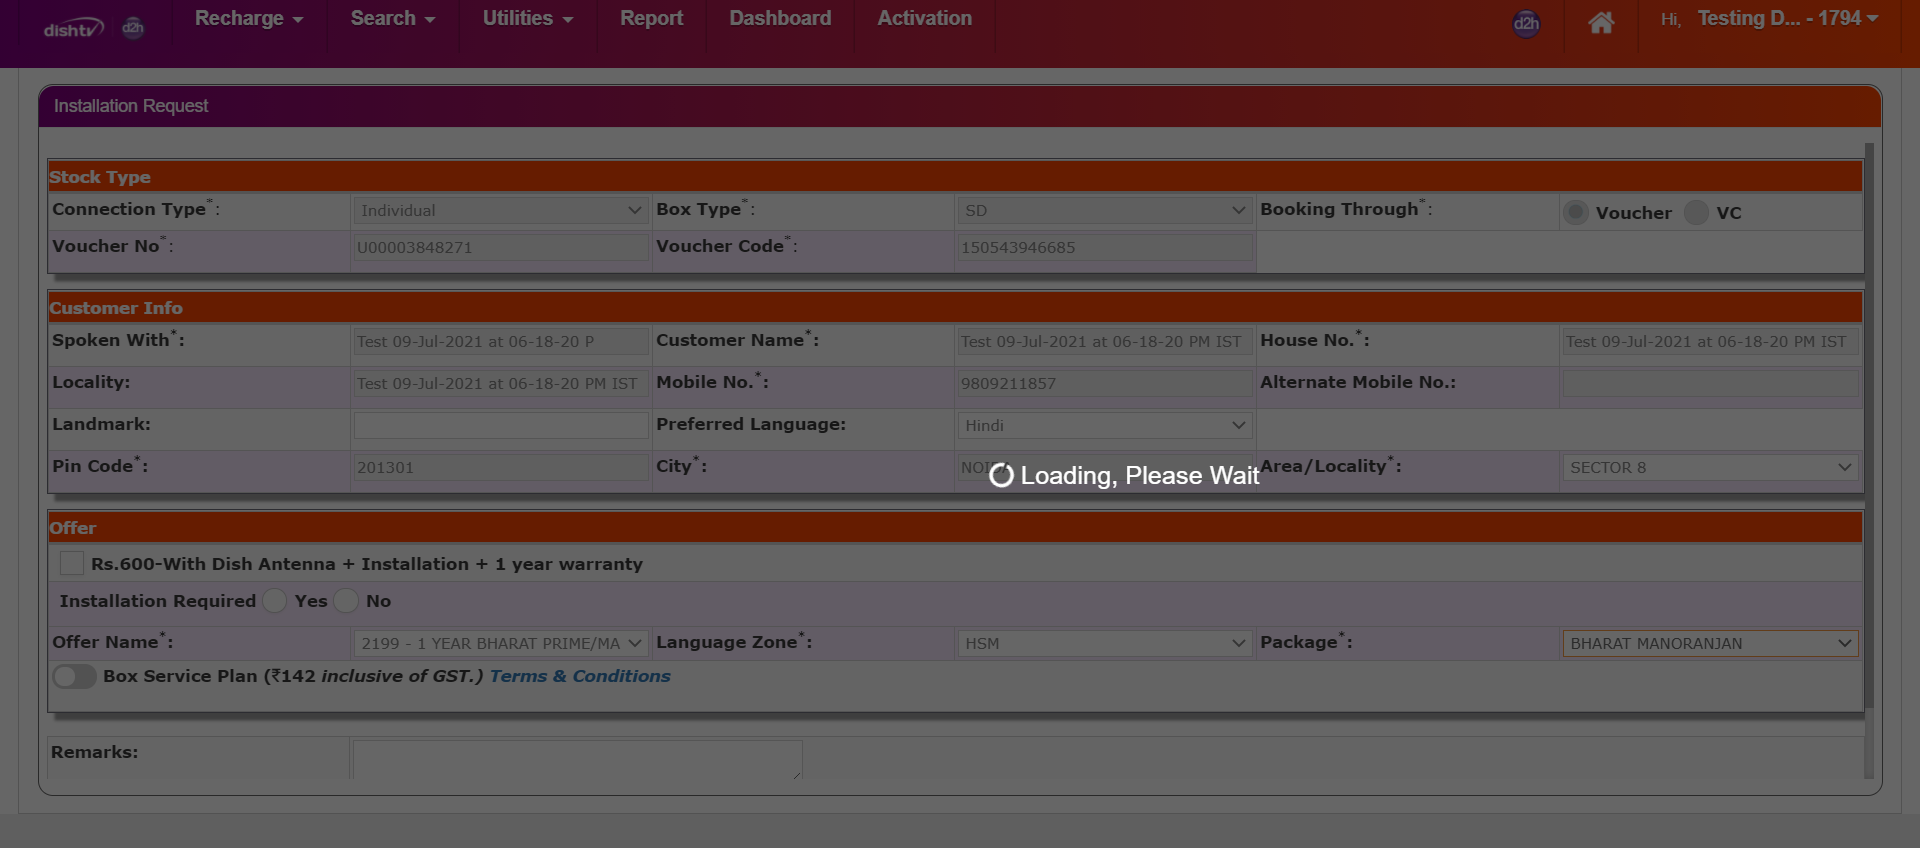 dishtv d2h Recharge Search Utilities Report Dashboard Activation d2h Hi, Testing D... - 1794
Installation Request
Stock Type
Connection Type*: Individual Box Type*: SD Booking Through*: Voucher VC
Voucher No*: U00003848271 Voucher Code*: 150543946685
Customer Info
Spoken With*: Test 09-Jul-2021 at 06-18-20 P Customer Name*: Test 09-Jul-2021 at 06-18-20 PM IST House No.*: Test 09-Jul-2021 at 06-18-20 PM IST
Locality: Test 09-Jul-2021 at 06-18-20 PM IST Mobile No.*: 9809211857 Alternate Mobile No.:
Landmark: Preferred Language: Hindi
Pin Code*: 201301 City*: Area/Locality*: SECTOR 8
Loading, Please Wait
Offer
Rs.600-With Dish Antenna + Installation + 1 year warranty
Installation Required Yes No
Offer Name*: 2199 - 1 YEAR BHARAT PRIME/MA Language Zone*: HSM Package*: BHARAT MANORANJAN
Box Service Plan (₹142 inclusive of GST.) Terms & Conditions
Remarks: